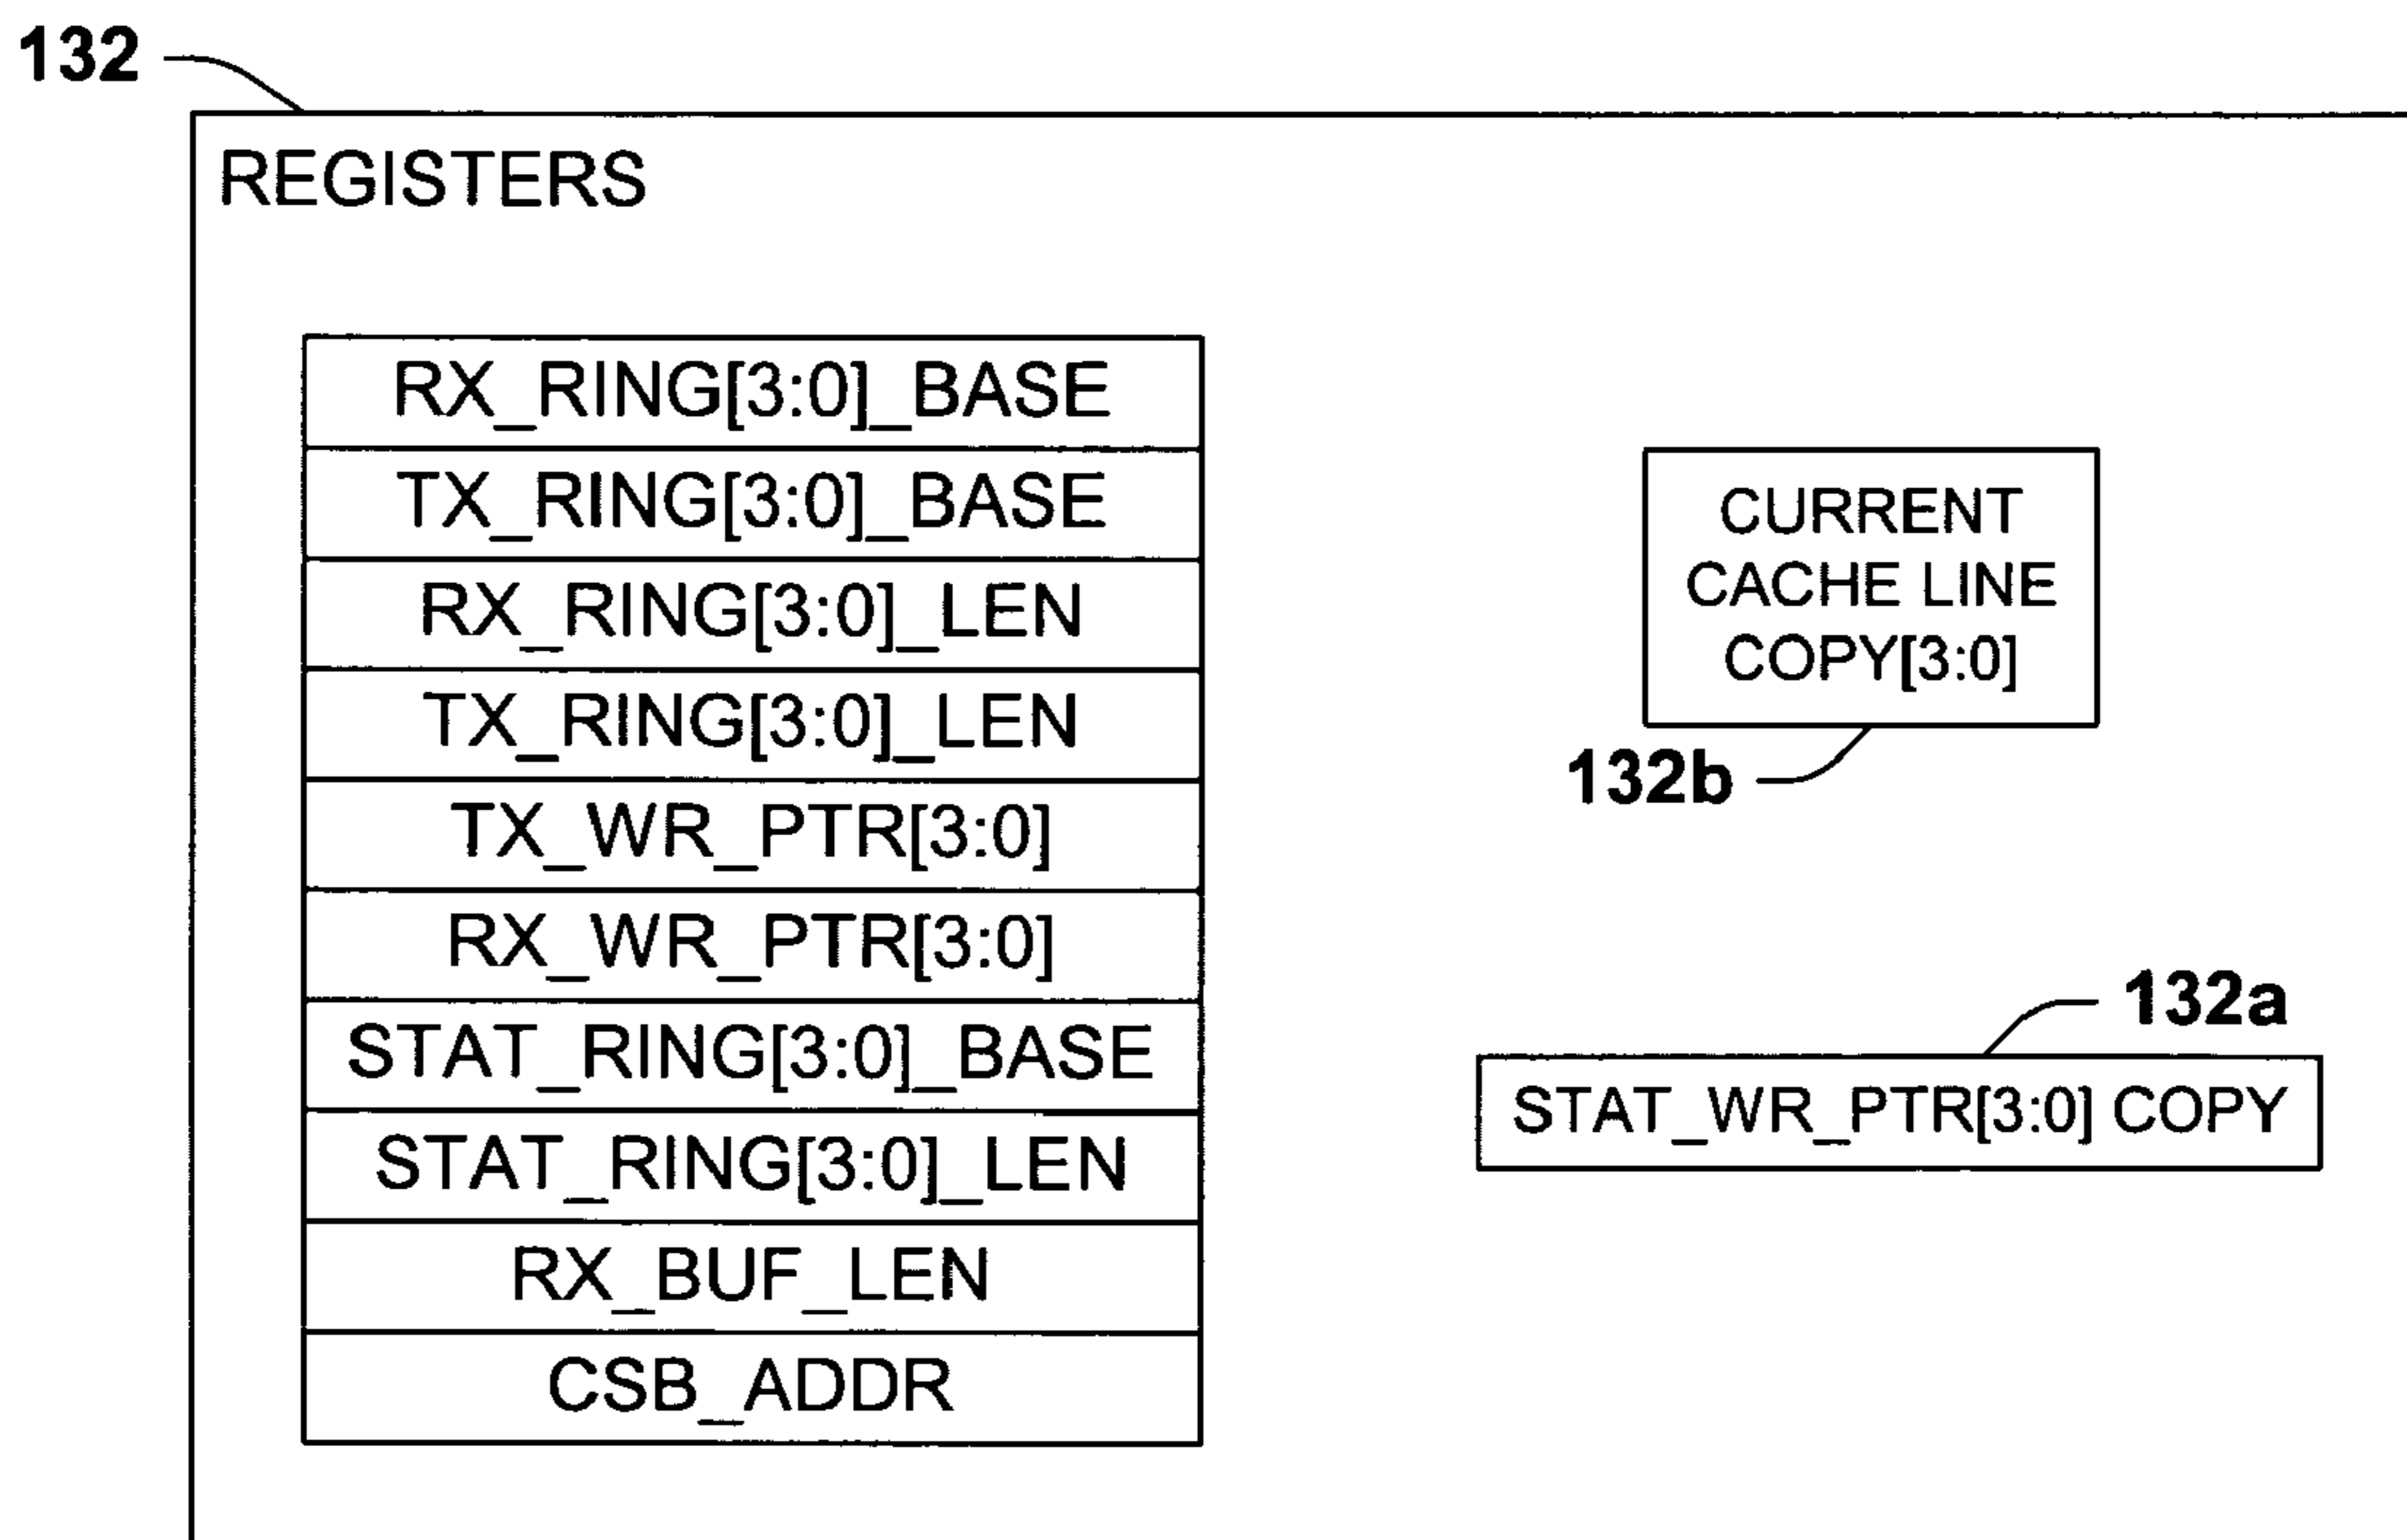 132
REGISTERS
RX_RING[3:0]_BASE
TX_RING[3:0]_BASE
RX_RING[3:0]_LEN
TX_RING[3:0]_LEN
TX_WR_PTR[3:0]
RX_WR_PTR[3:0]
STAT_RING[3:0]_BASE
STAT_RING[3:0]_LEN
RX_BUF_LEN
CSB_ADDR
CURRENT
CACHE LINE
COPY[3:0]
132b
132a
STAT_WR_PTR[3:0] COPY